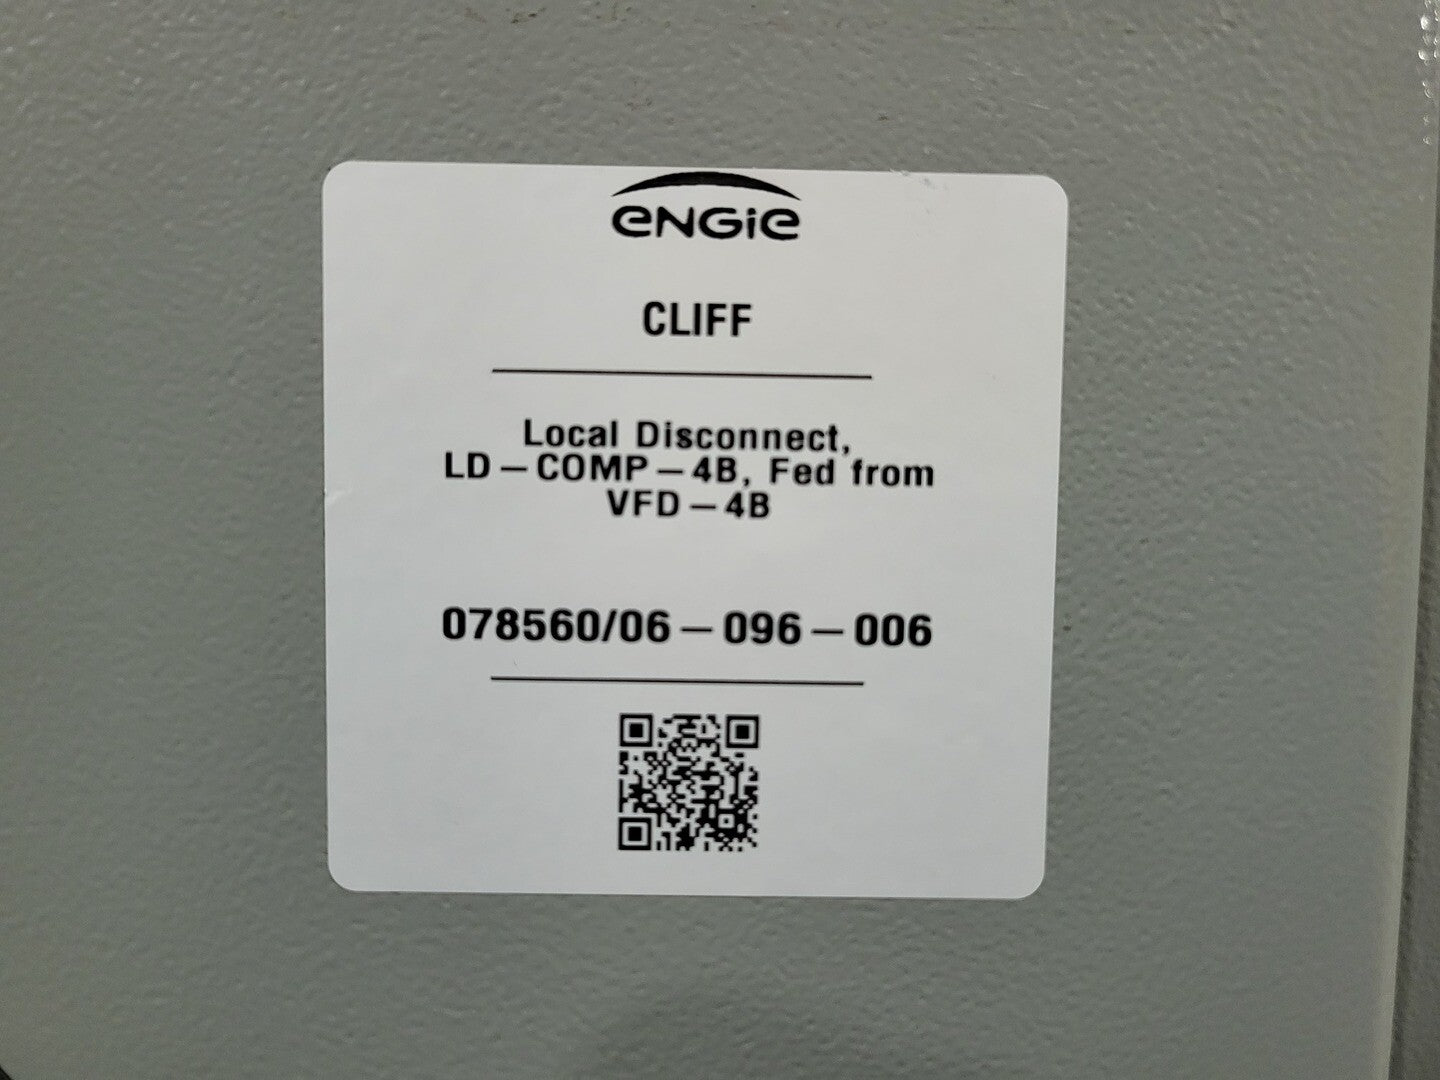 eNGie
CLIFF
Local Disconnect,
LD-COMP-4B, Fed from
VFD-4B
078560/06-096-006